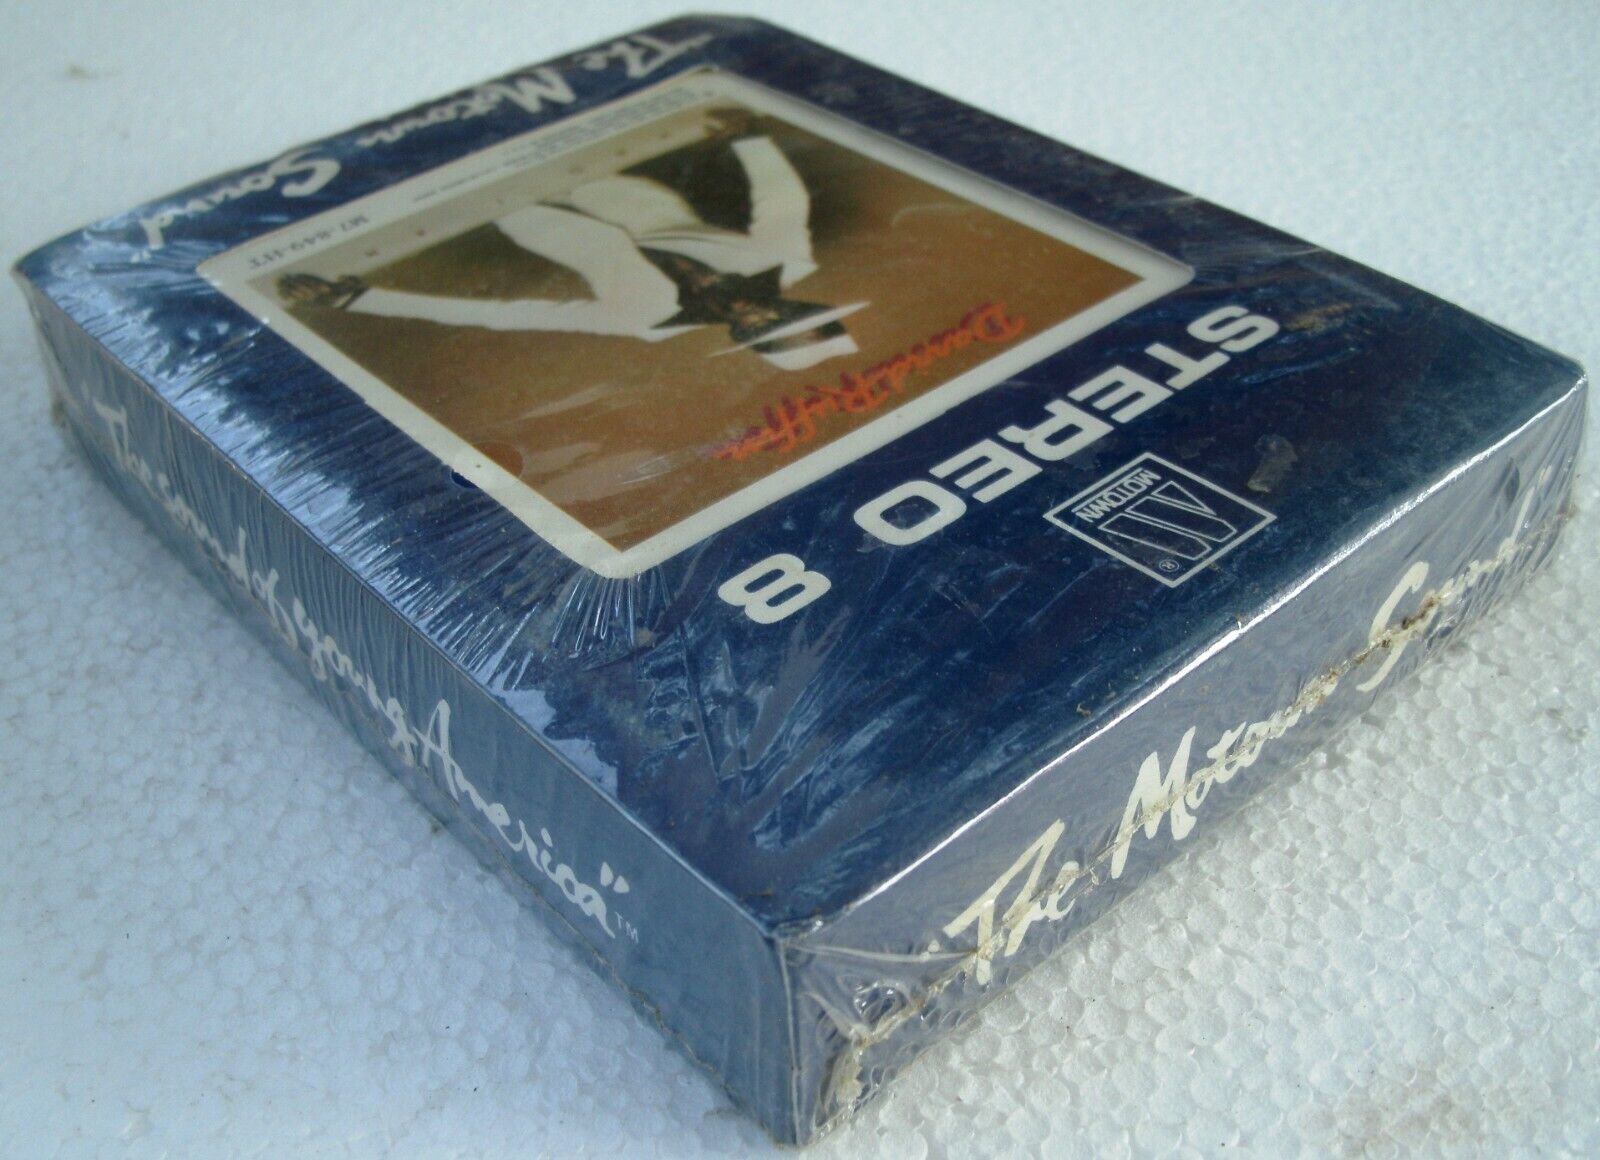 "The Motown Sound"
M7-849-HT
David Ruffin
STEREO 8
MOTOWN
®
The sound of young America"™
"The Motown Sound"